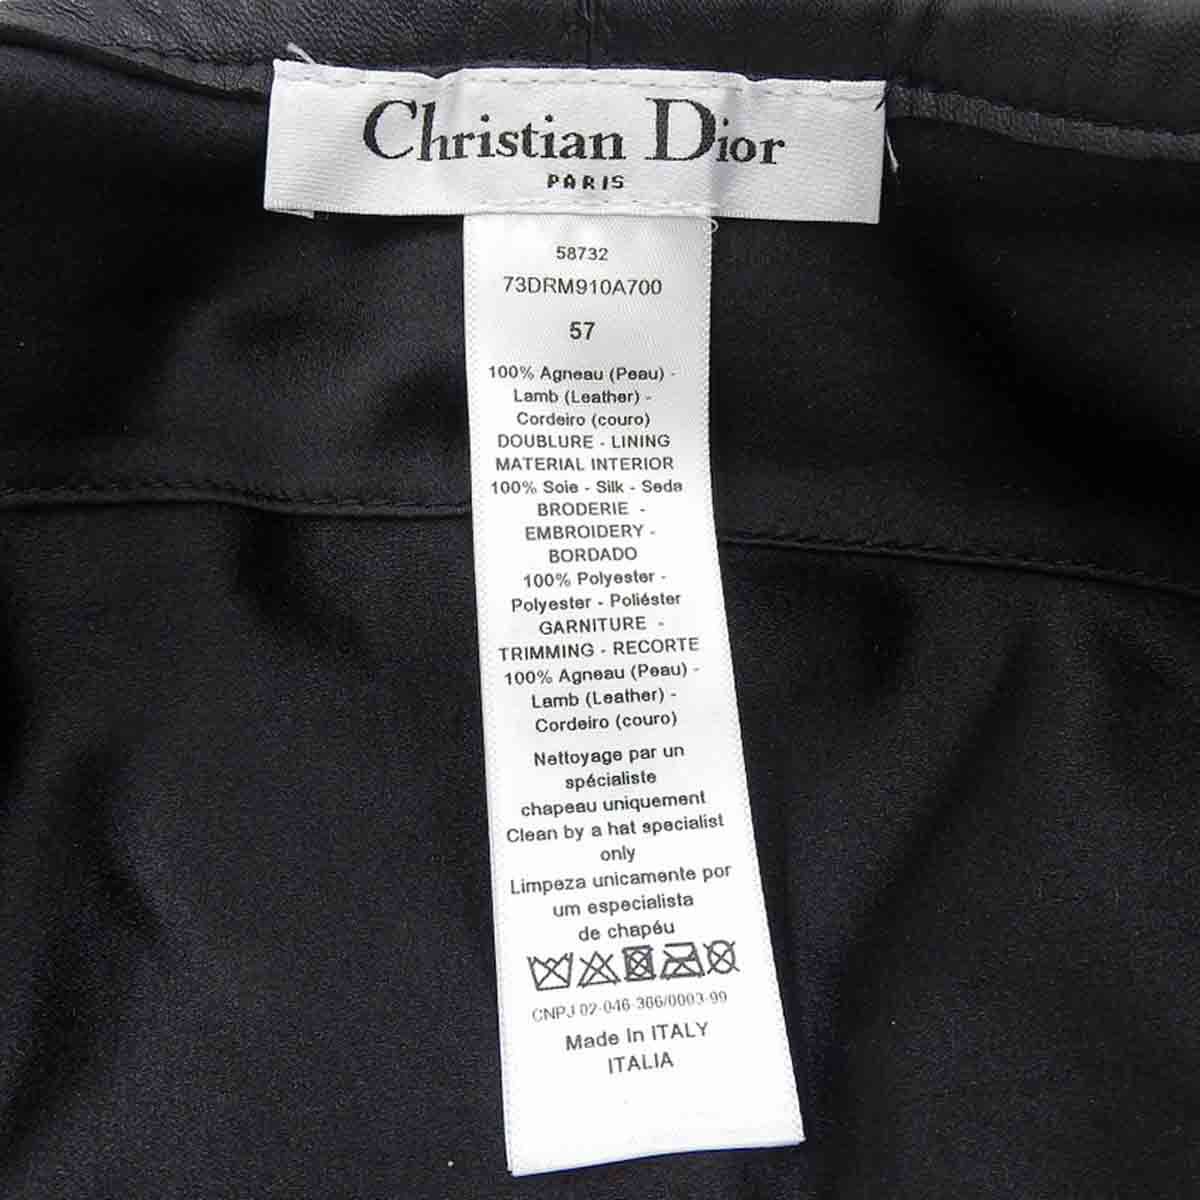 Christian Dior
PARIS
58732
73DRM910A700
57
100% Agneau (Peau) -
Lamb (Leather) -
Cordeiro (couro)
DOUBLURE - LINING
MATERIAL INTERIOR
100% Soie - Silk - Seda
BRODERIE -
EMBROIDERY -
BORDADO
100% Polyester -
Polyester - Poliéster
GARNITURE -
TRIMMING - RECORTE
100% Agneau (Peau) -
Lamb (Leather) -
Cordeiro (couro)
Nettoyage par un
spécialiste
chapeau uniquement
Clean by a hat specialist
only
Limpeza unicamente por
um especialista
de chapéu
CNPJ 02-046-366/0003-99
Made In ITALY
ITALIA